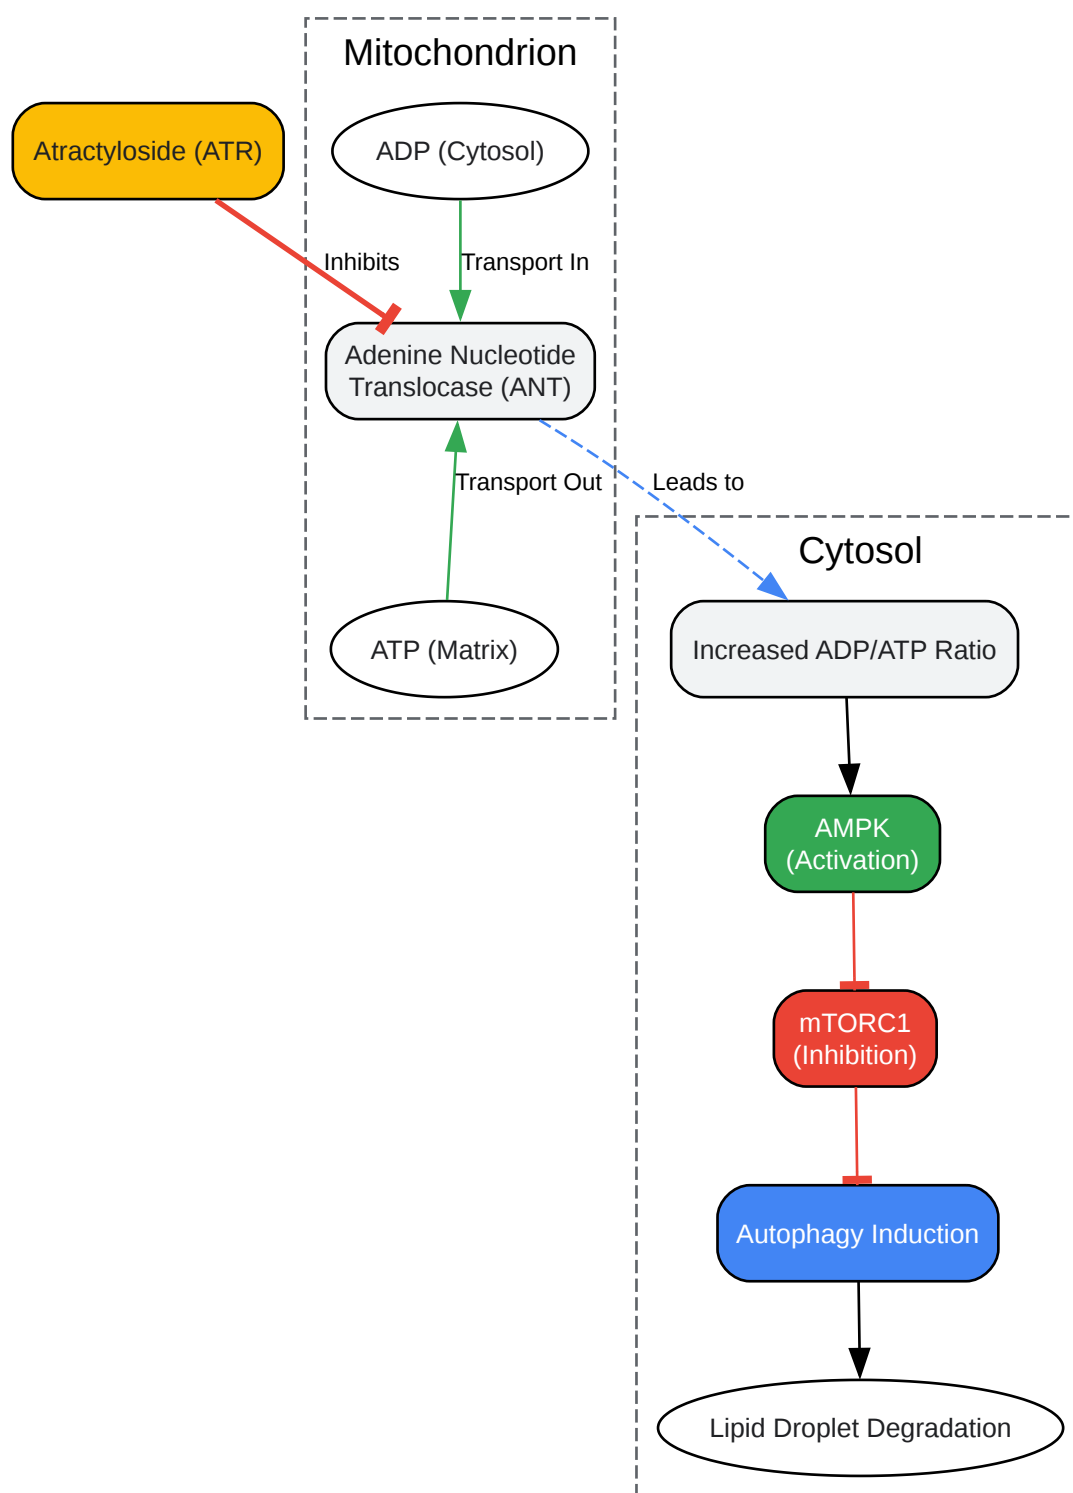 Mitochondrion
Atractyloside (ATR)
ADP (Cytosol)
Inhibits
Transport In
Adenine Nucleotide
Translocase (ANT)
Transport Out
Leads to
ATP (Matrix)
Cytosol
Increased ADP/ATP Ratio
AMPK
(Activation)
mTORC1
(Inhibition)
Autophagy Induction
Lipid Droplet Degradation